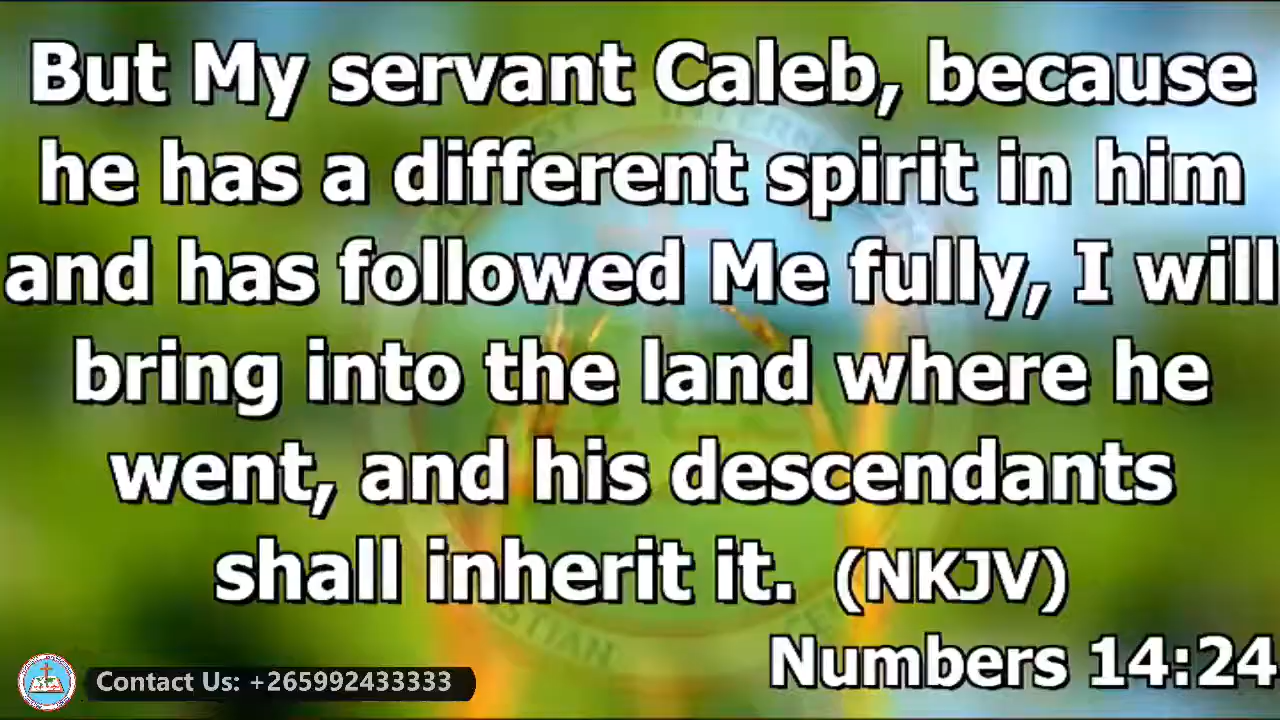 But My servant Caleb, because
he has a different spirit in him
and has followed Me fully, I will
bring into the land where he
went, and his descendants
shall inherit it. (NKJV)
Numbers 14:24
Contact Us: +265992433333